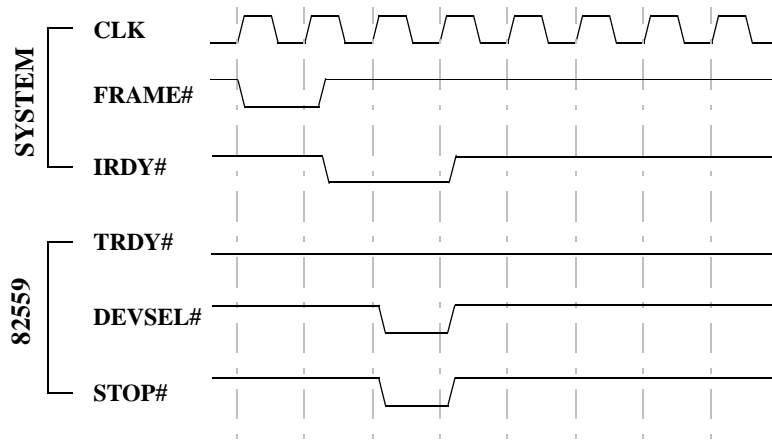 SYSTEM
CLK
FRAME#
IRDY#
82559
TRDY#
DEVSEL#
STOP#